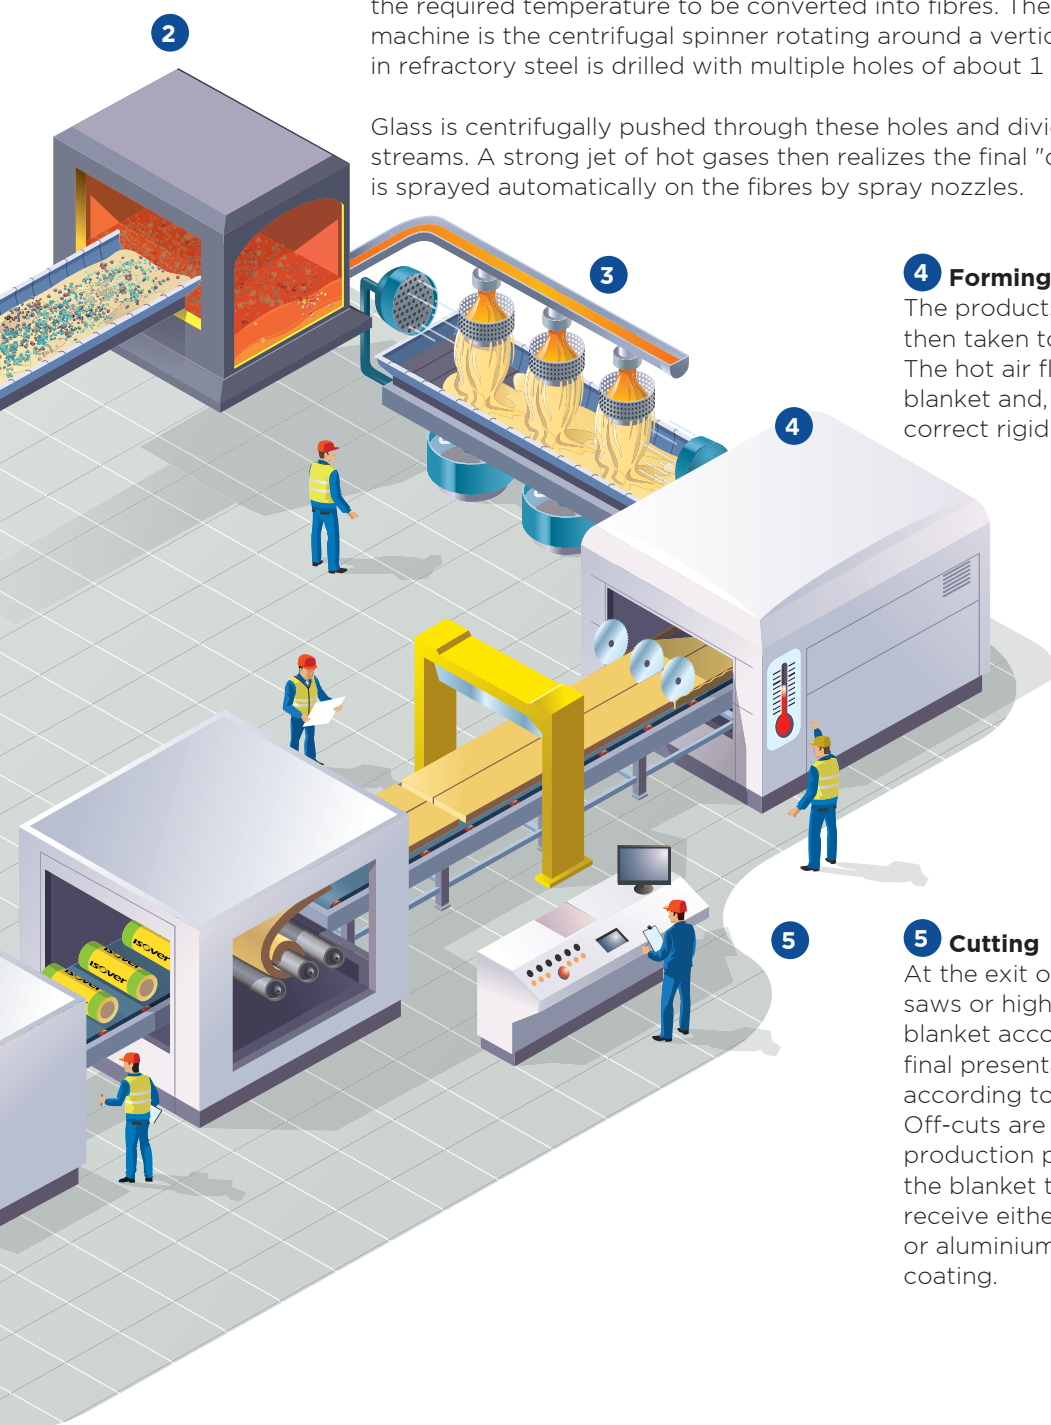 2
the required temperature to be converted into fibres. The
machine is the centrifugal spinner rotating around a vertic
in refractory steel is drilled with multiple holes of about 1
Glass is centrifugally pushed through these holes and divi
streams. A strong jet of hot gases then realizes the final "
is sprayed automatically on the fibres by spray nozzles.
3
4 Forming
The product
then taken to
The hot air fl
blanket and,
correct rigid
4
5
5 Cutting
At the exit o
saws or high
blanket acco
final present
according to
Off-cuts are
production p
the blanket t
receive eithe
or aluminium
coating.
isover
isover
isover